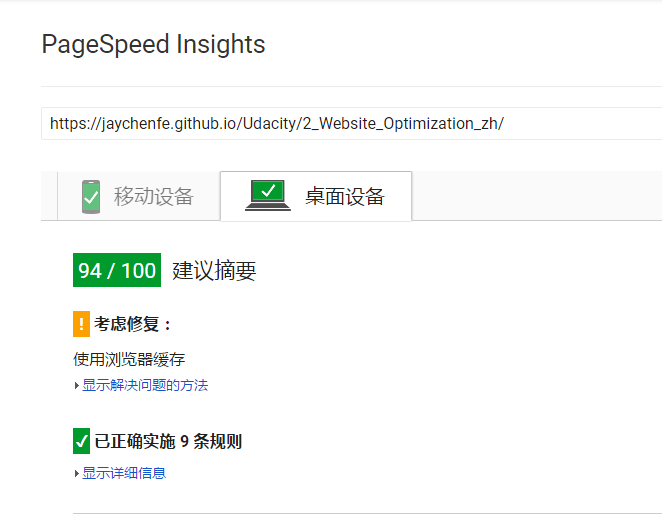 PageSpeed Insights
https://jaychenfe.github.io/Udacity/2_Website_Optimization_zh/
移动设备 桌面设备
94 / 100 建议摘要
! 考虑修复：
使用浏览器缓存
显示解决问题的方法
已正确实施 9 条规则
显示详细信息